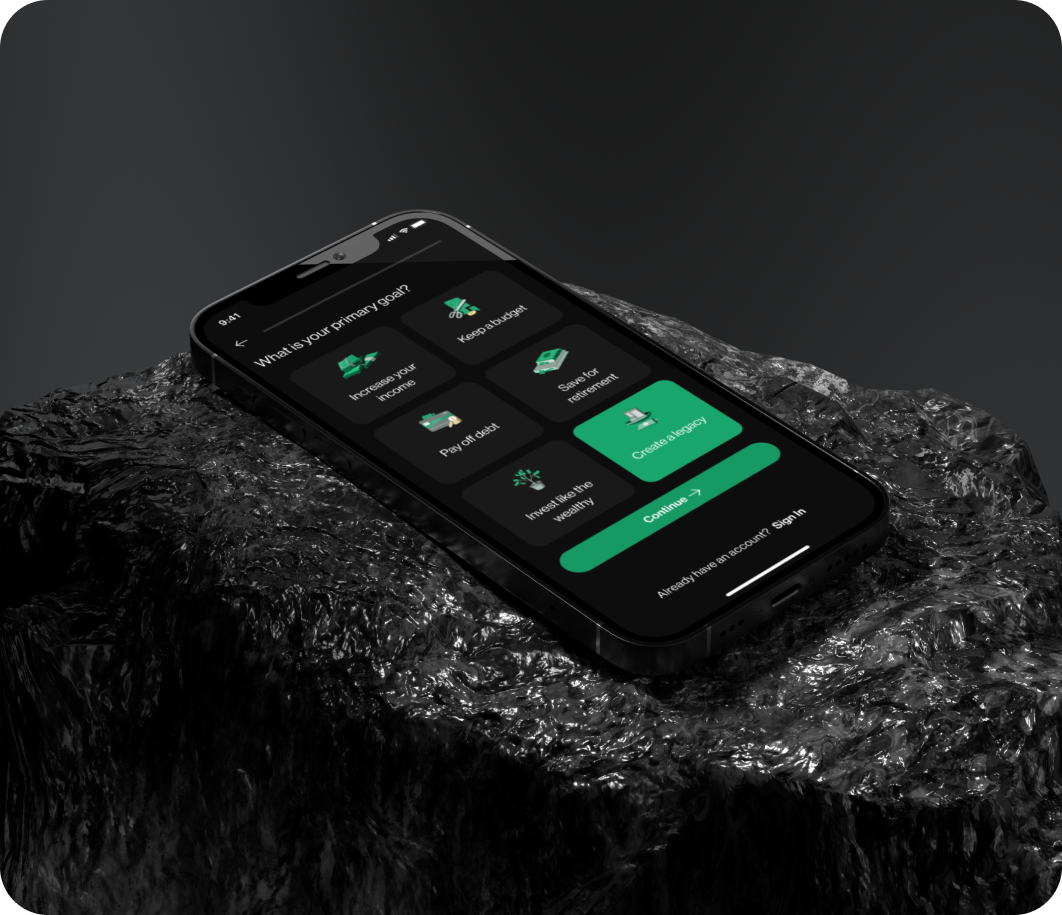 9:41
What is your primary goal?
Increase your
income
Keep a budget
Pay off debt
Save for
retirement
Invest like the
wealthy
Create a legacy
Continue →
Already have an account? Sign In